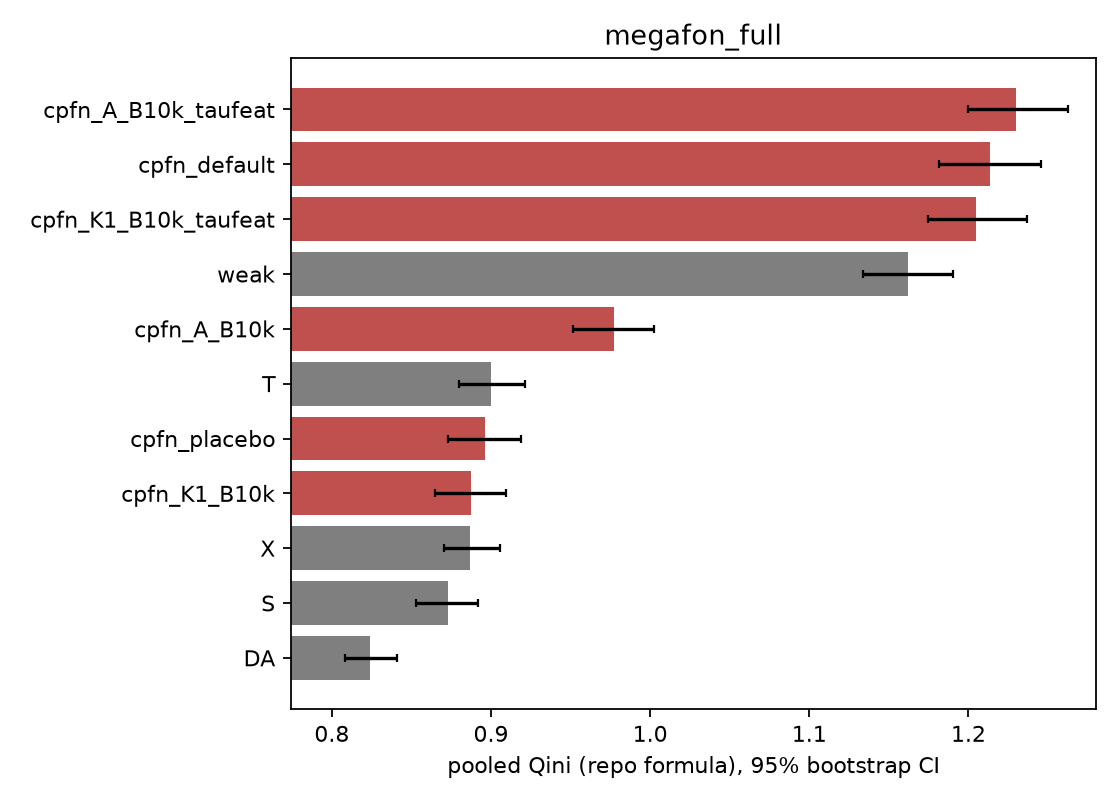 megafon_full
cpfn_A_B10k_taufeat
cpfn_default
cpfn_K1_B10k_taufeat
weak
cpfn_A_B10k
T
cpfn_placebo
cpfn_K1_B10k
X
S
DA
0.8 0.9 1.0 1.1 1.2
pooled Qini (repo formula), 95% bootstrap CI